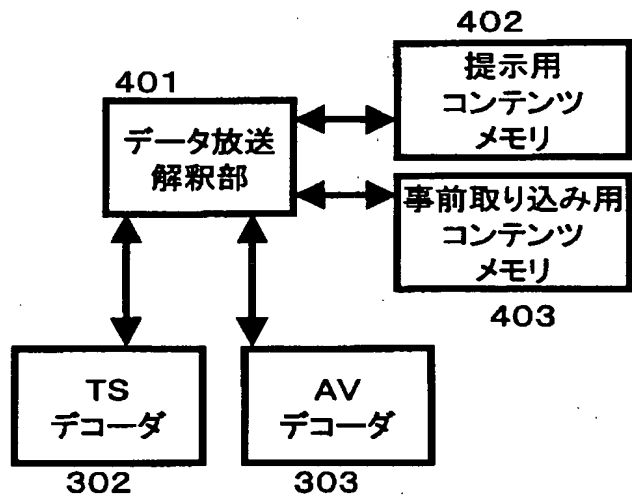 402
提示用
コンテンツ
メモリ
401
データ放送
解釈部
事前取り込み用
コンテンツ
メモリ
403
TS
デコーダ
302
AV
デコーダ
303